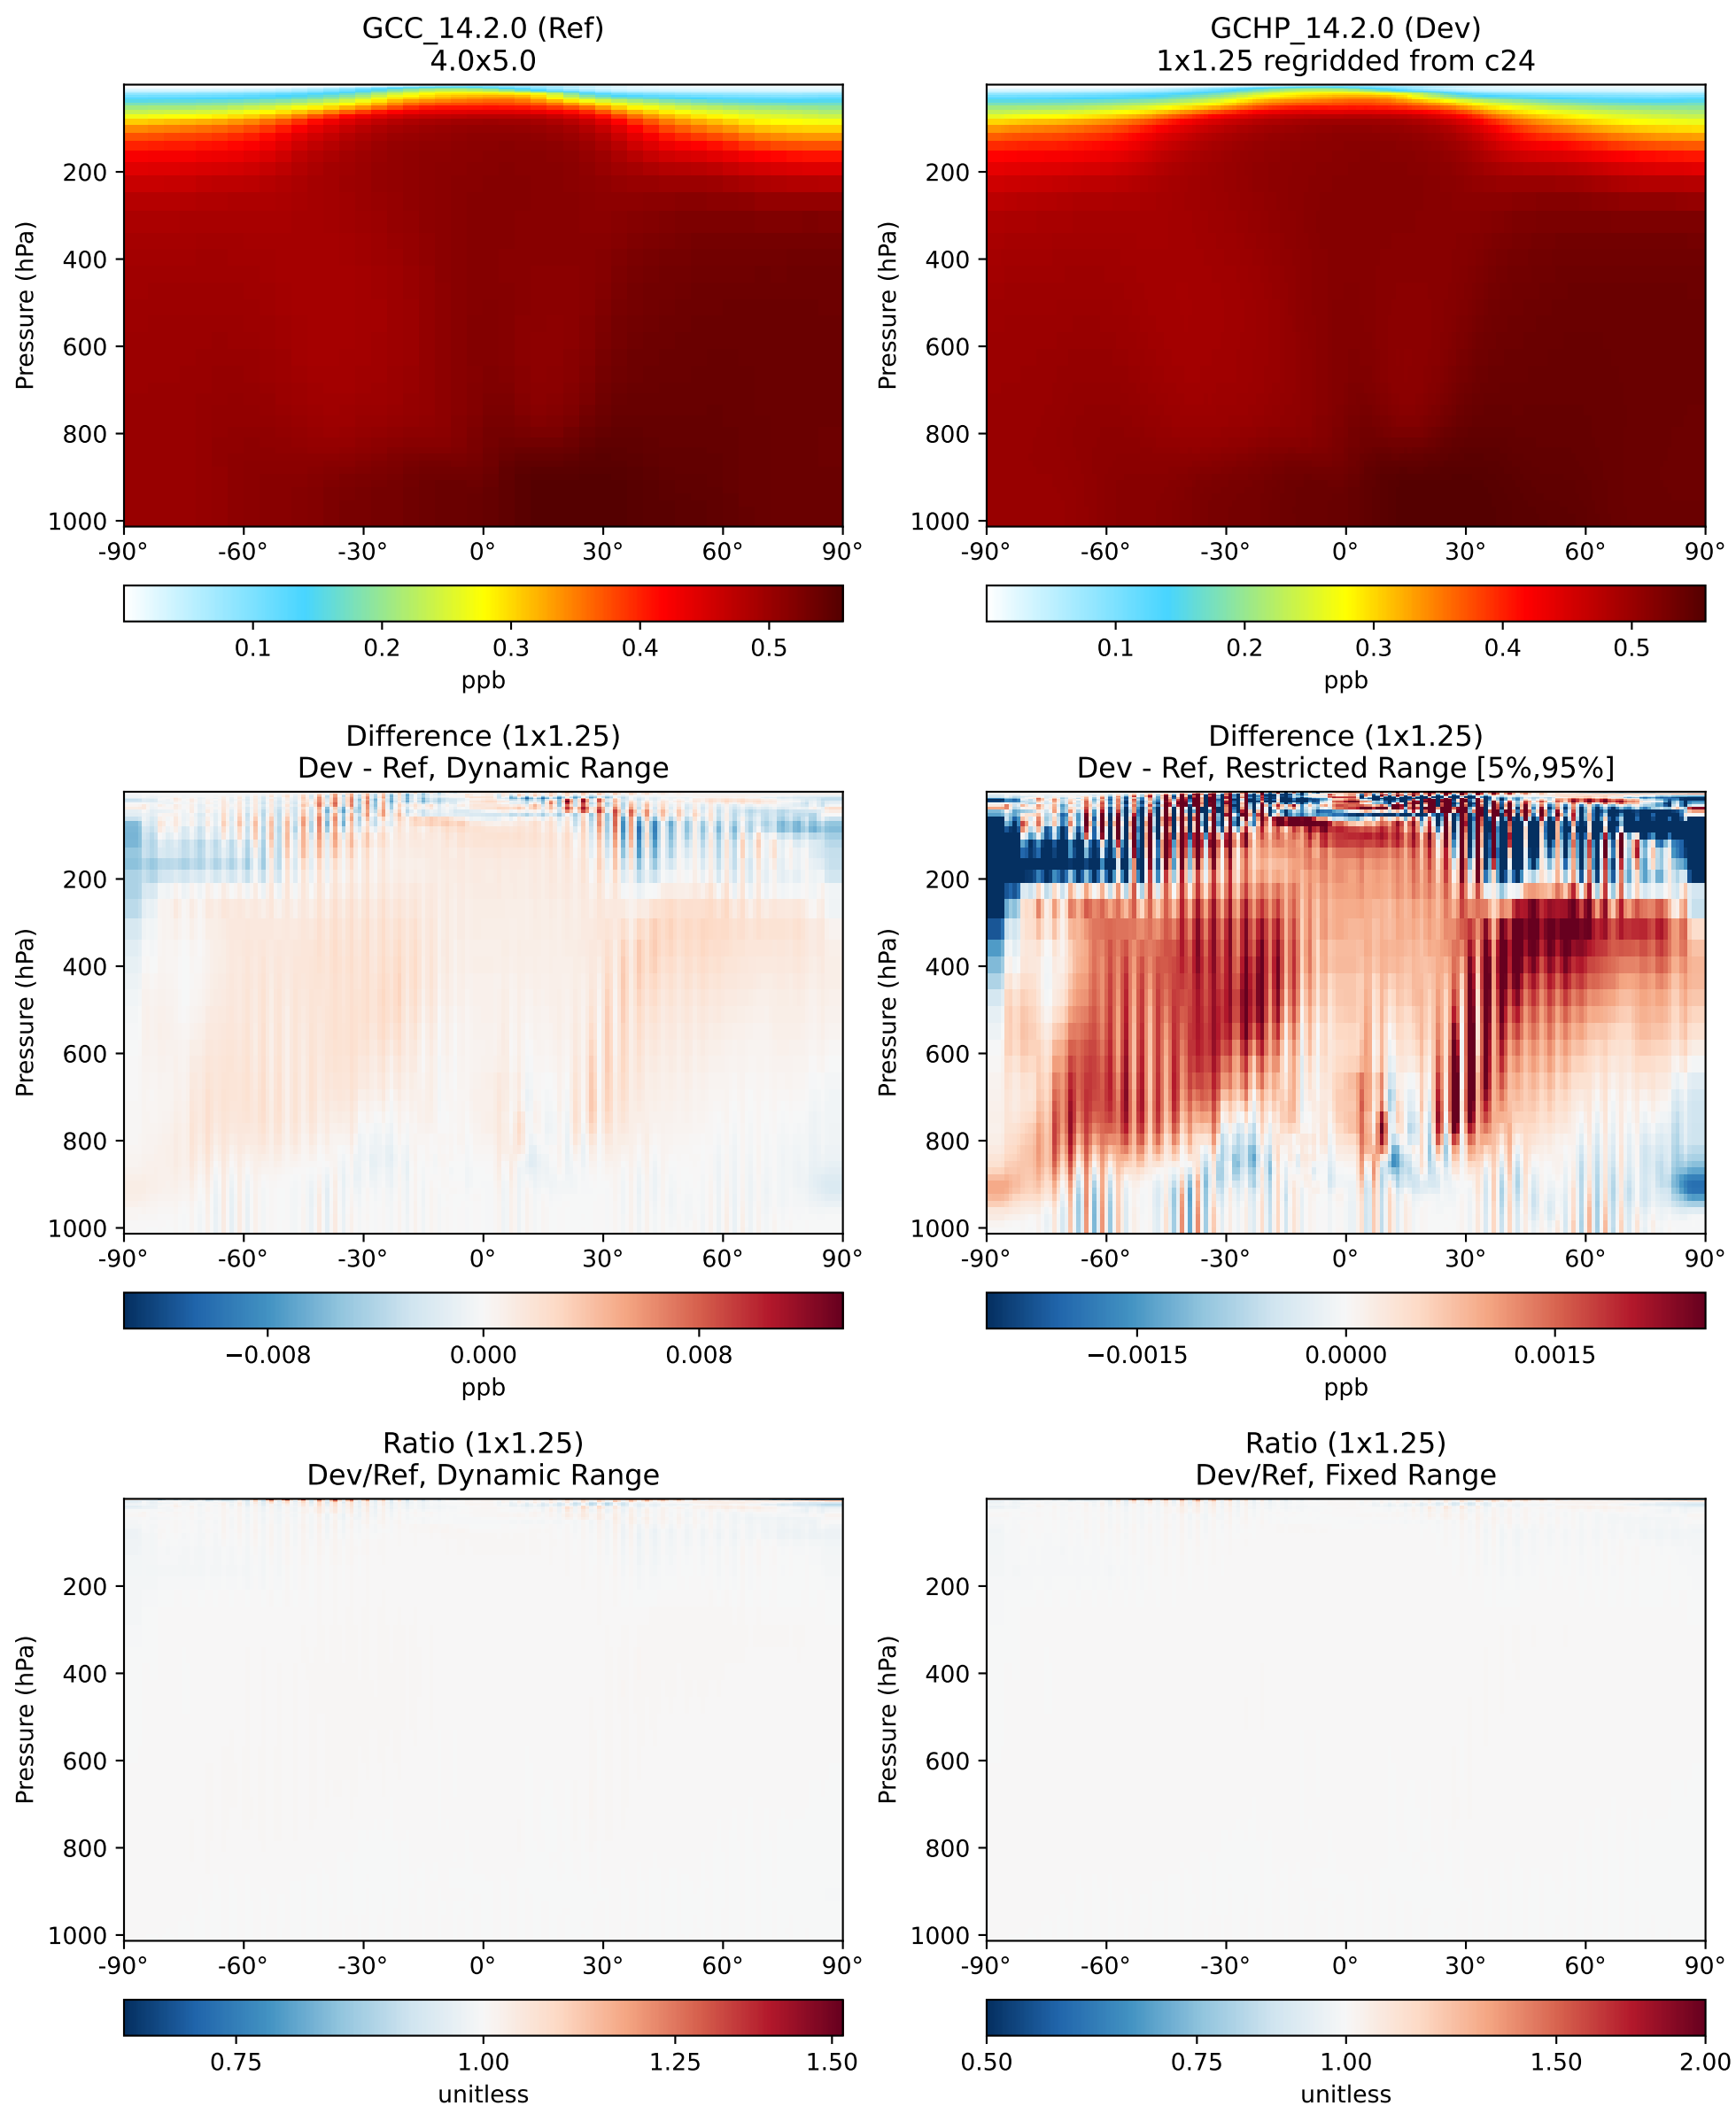 GCC_14.2.0 (Ref)
4.0x5.0
Pressure (hPa)
200
400
600
800
1000
-90° -60° -30° 0° 30° 60° 90°
0.1 0.2 0.3 0.4 0.5
ppb
GCHP_14.2.0 (Dev)
1x1.25 regridded from c24
Pressure (hPa)
200
400
600
800
1000
-90° -60° -30° 0° 30° 60° 90°
0.1 0.2 0.3 0.4 0.5
ppb
Difference (1x1.25)
Dev - Ref, Dynamic Range
Pressure (hPa)
200
400
600
800
1000
-90° -60° -30° 0° 30° 60° 90°
−0.008 0.000 0.008
ppb
Difference (1x1.25)
Dev - Ref, Restricted Range [5%,95%]
Pressure (hPa)
200
400
600
800
1000
-90° -60° -30° 0° 30° 60° 90°
−0.0015 0.0000 0.0015
ppb
Ratio (1x1.25)
Dev/Ref, Dynamic Range
Pressure (hPa)
200
400
600
800
1000
-90° -60° -30° 0° 30° 60° 90°
0.75 1.00 1.25 1.50
unitless
Ratio (1x1.25)
Dev/Ref, Fixed Range
Pressure (hPa)
200
400
600
800
1000
-90° -60° -30° 0° 30° 60° 90°
0.50 0.75 1.00 1.50 2.00
unitless